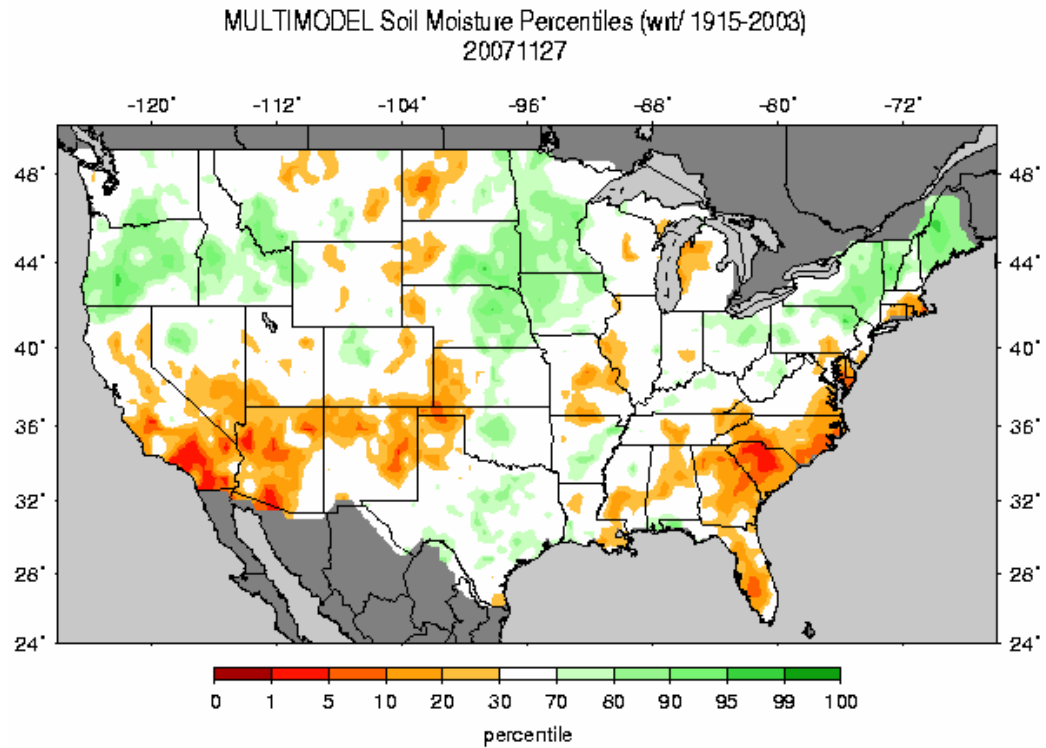 MULTIMODEL Soil Moisture Percentiles (wrt/ 1915-2003)
20071127
-120° -112° -104° -96° -88° -80° -72°
48° 48°
44° 44°
40° 40°
36° 36°
32° 32°
28° 28°
24° 24°
0 1 5 10 20 30 70 80 90 95 99 100
percentile